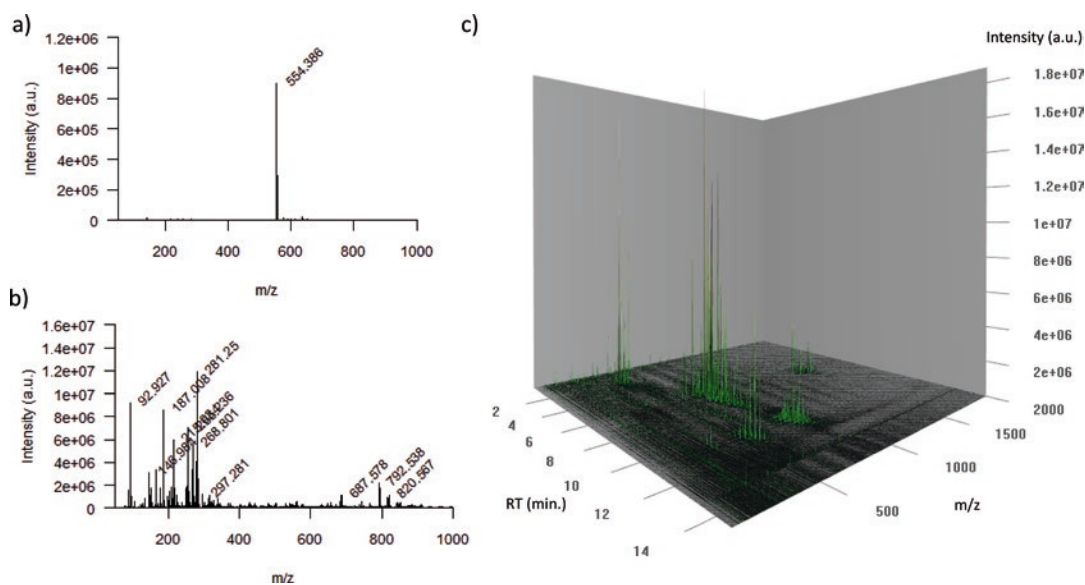 a)
1.2e+06
1e+06
8e+05
6e+05
4e+05
2e+05
0
Intensity (a.u.)
554.386
200 400 600 800 1000
m/z
b)
1.6e+07
1.4e+07
1.2e+07
1e+07
8e+06
6e+06
4e+06
2e+06
0
Intensity (a.u.)
92.927
187.008
281.25
268.801
297.281
687.578
792.538
820.567
200 400 600 800 1000
m/z
c)
Intensity (a.u.)
1.8e+07
1.6e+07
1.4e+07
1.2e+07
1e+07
8e+06
6e+06
4e+06
2e+06
2000
1500
1000
500
m/z
2
4
6
8
10
12
14
RT (min.)